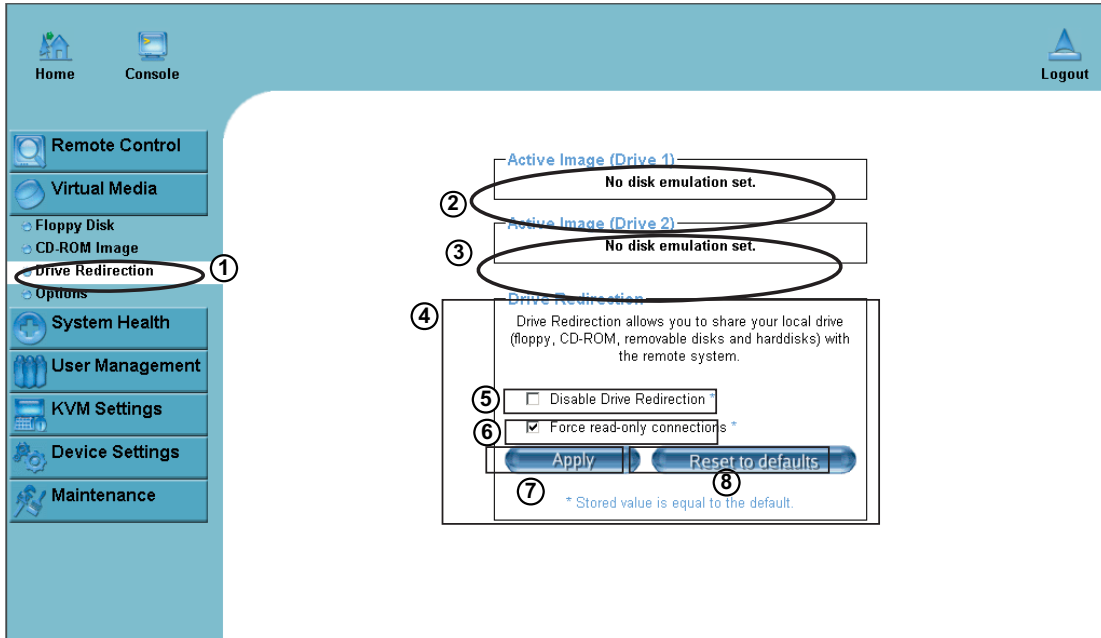 Home
Console
Logout
Remote Control
Virtual Media
Floppy Disk
CD-ROM Image
Drive Redirection
1
Options
System Health
User Management
KVM Settings
Device Settings
Maintenance
Active Image (Drive 1)
No disk emulation set.
2
Active Image (Drive 2)
No disk emulation set.
3
Drive Redirection
4
Drive Redirection allows you to share your local drive
(floppy, CD-ROM, removable disks and harddisks) with
the remote system.
5
Disable Drive Redirection *
6
Force read-only connections *
Apply
Reset to defaults
7
8
* Stored value is equal to the default.